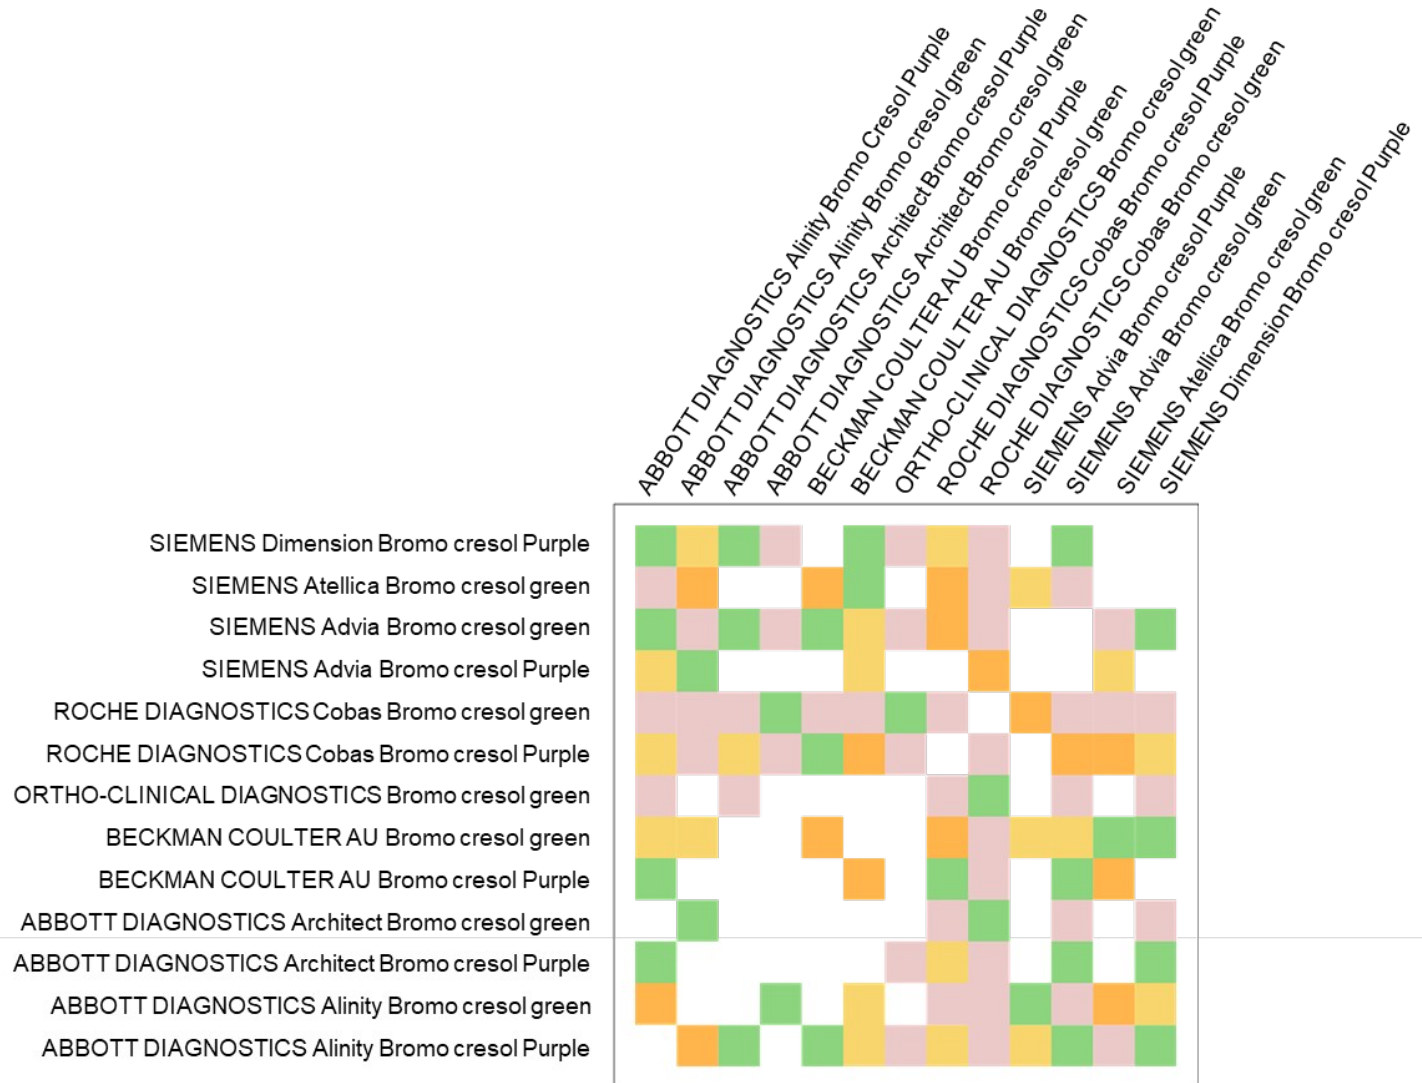 ABBOTT DIAGNOSTICS Alinity Bromo Cresol Purple
ABBOTT DIAGNOSTICS Alinity Bromo cresol green
ABBOTT DIAGNOSTICS Architect Bromo cresol Purple
ABBOTT DIAGNOSTICS Architect Bromo cresol green
BECKMAN COULTER AU Bromo cresol Purple
BECKMAN COULTER AU Bromo cresol green
ORTHO-CLINICAL DIAGNOSTICS Bromo cresol green
ROCHE DIAGNOSTICS Cobas Bromo cresol Purple
ROCHE DIAGNOSTICS Cobas Bromo cresol green
SIEMENS Advia Bromo cresol Purple
SIEMENS Advia Bromo cresol green
SIEMENS Atellica Bromo cresol green
SIEMENS Dimension Bromo cresol Purple
SIEMENS Dimension Bromo cresol Purple
SIEMENS Atellica Bromo cresol green
SIEMENS Advia Bromo cresol green
SIEMENS Advia Bromo cresol Purple
ROCHE DIAGNOSTICS Cobas Bromo cresol green
ROCHE DIAGNOSTICS Cobas Bromo cresol Purple
ORTHO-CLINICAL DIAGNOSTICS Bromo cresol green
BECKMAN COULTER AU Bromo cresol green
BECKMAN COULTER AU Bromo cresol Purple
ABBOTT DIAGNOSTICS Architect Bromo cresol green
ABBOTT DIAGNOSTICS Architect Bromo cresol Purple
ABBOTT DIAGNOSTICS Alinity Bromo cresol green
ABBOTT DIAGNOSTICS Alinity Bromo cresol Purple